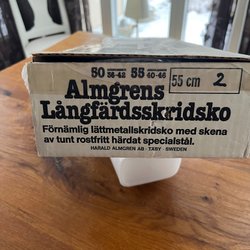 50 36-42 55 40-46 55 cm 2
Almgrens
Långfärdsskridsko
Förnämlig lättmetallskridsko med skena
av tunt rostfritt härdat specialstål.
HARALD ALMGREN AB · TÄBY · SWEDEN